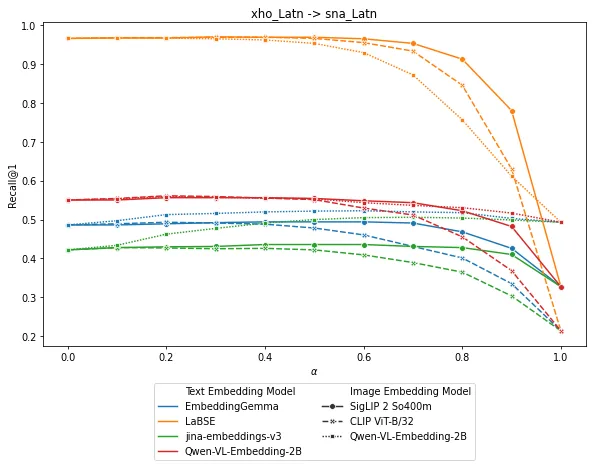 xho_Latn -> sna_Latn
1.0
0.9
0.8
0.7
0.6
0.5
0.4
0.3
0.2
Recall@1
0.0 0.2 0.4 0.6 0.8 1.0
α
Text Embedding Model
EmbeddingGemma
LaBSE
jina-embeddings-v3
Qwen-VL-Embedding-2B
Image Embedding Model
SigLIP 2 So400m
CLIP ViT-B/32
Qwen-VL-Embedding-2B